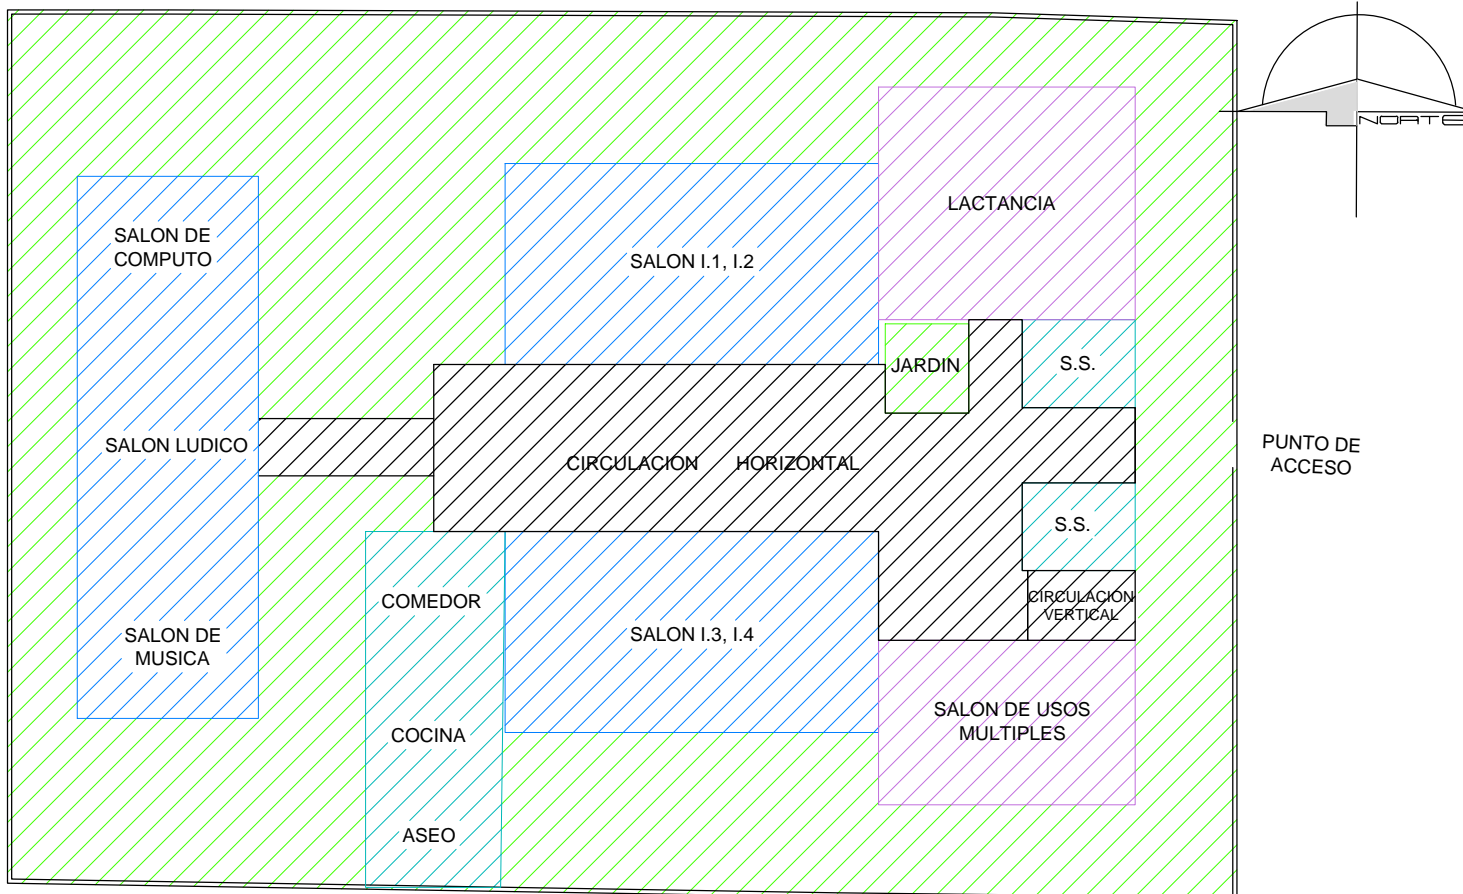 NORTE
LACTANCIA
SALON DE
COMPUTO
SALON I.1, I.2
JARDIN
S.S.
SALON LUDICO
CIRCULACION HORIZONTAL
PUNTO DE
ACCESO
S.S.
COMEDOR
CIRCULACIÓN
VERTICAL
SALON DE
MUSICA
SALON I.3, I.4
COCINA
SALON DE USOS
MULTIPLES
ASEO